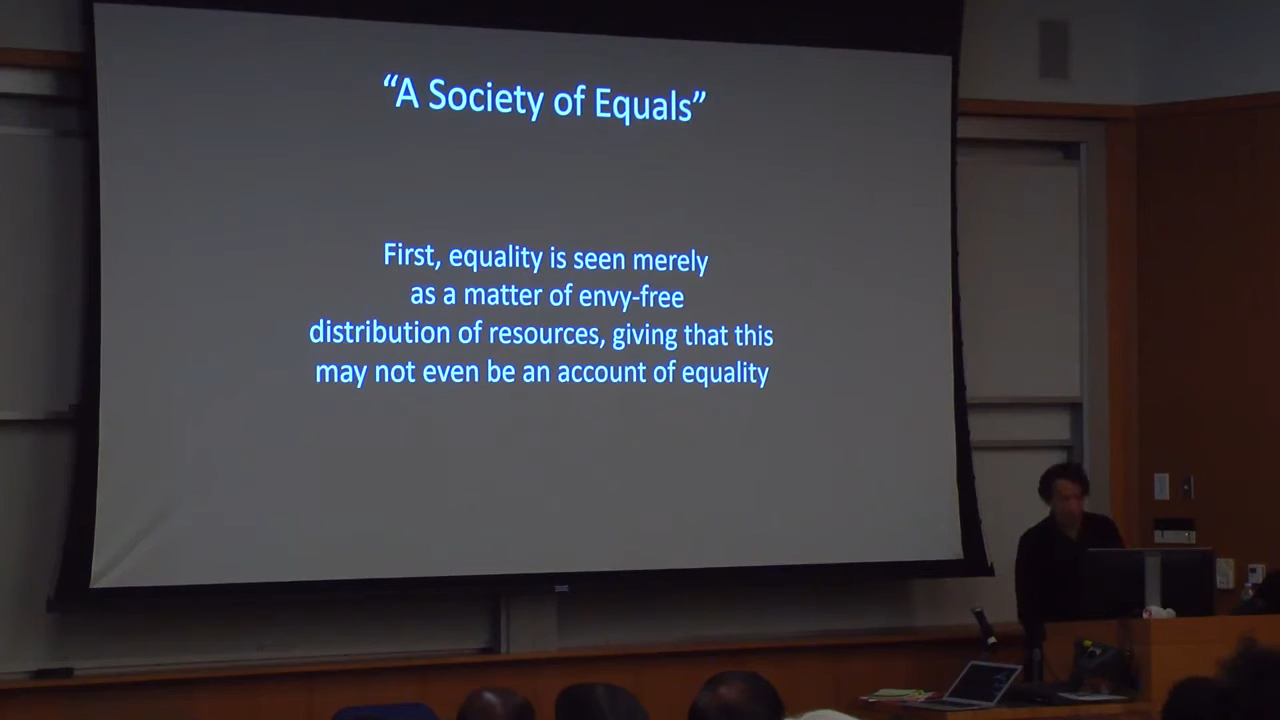 “A Society of Equals”
First, equality is seen merely
as a matter of envy-free
distribution of resources, giving that this
may not even be an account of equality